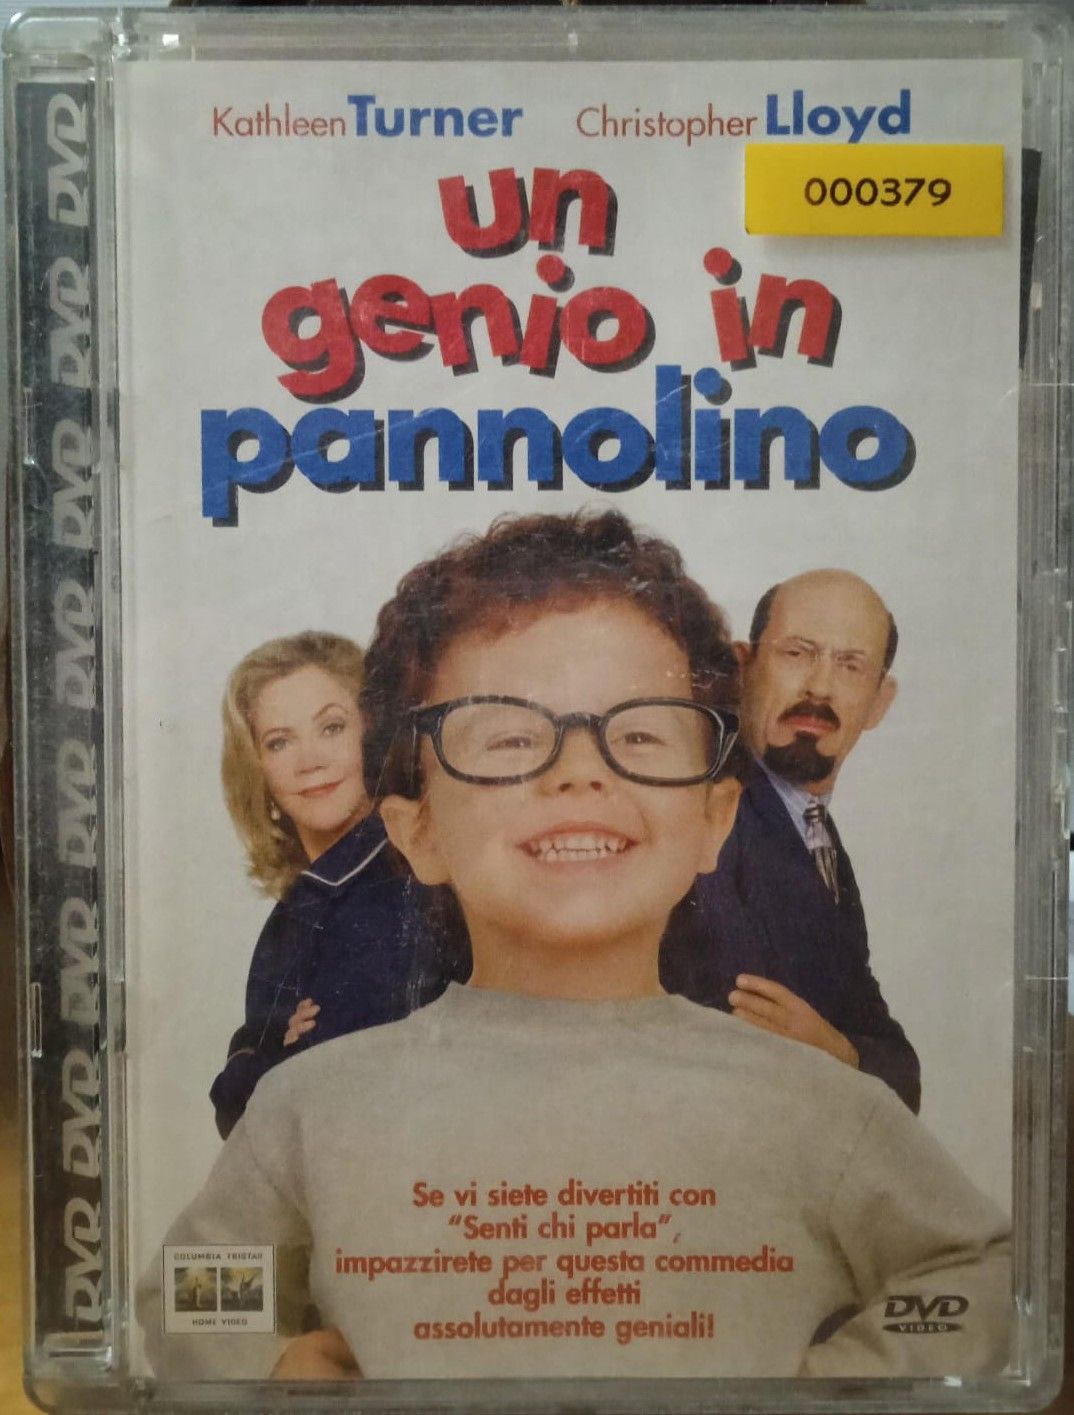 Kathleen Turner Christopher Lloyd
000379
un
genio in
pannolino
Se vi siete divertiti con
"Senti chi parla",
impazzirete per questa commedia
dagli effetti
assolutamente geniali!
COLUMBIA TRISTAR
HOME VIDEO
DVD
VIDEO
DVD DVD DVD DVD DVD DVD DVD DVD